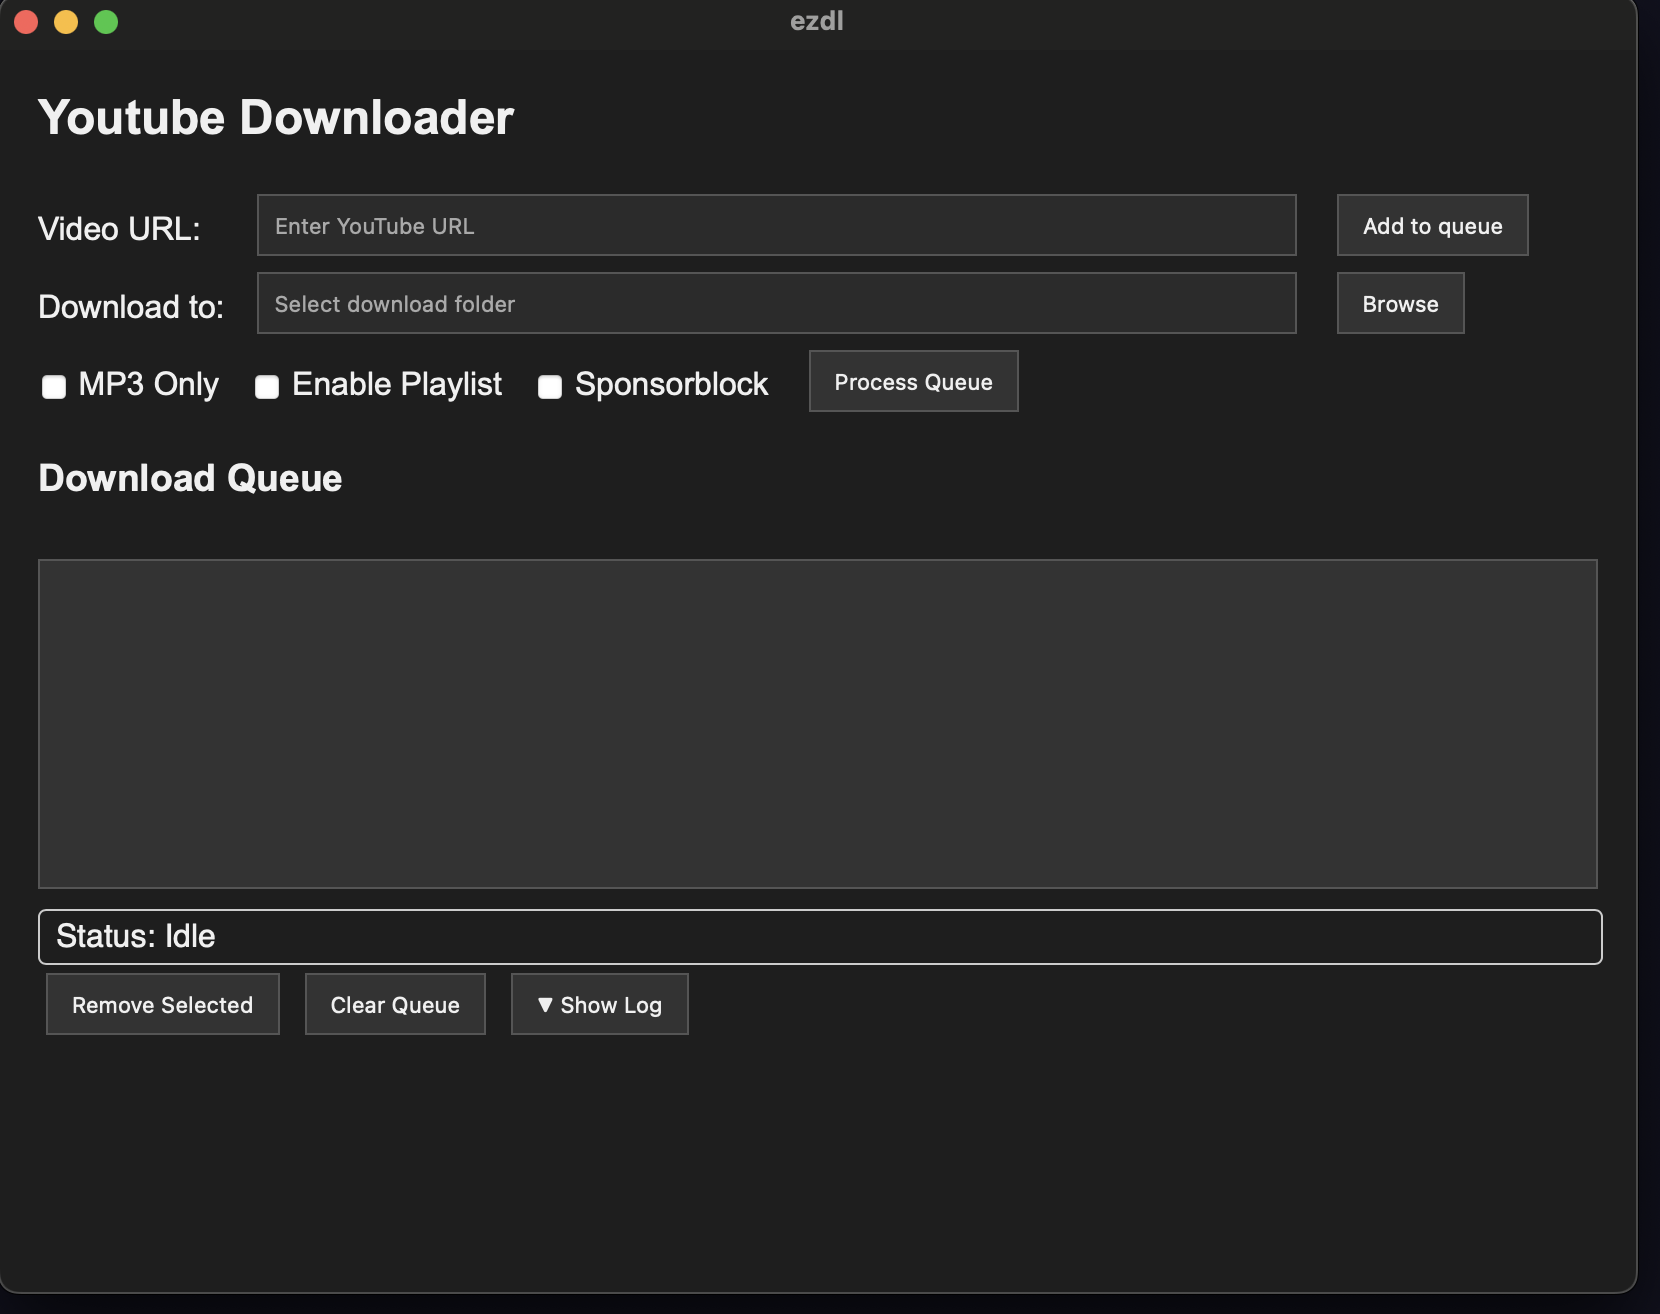 ezdl
Youtube Downloader
Video URL: Enter YouTube URL Add to queue
Download to: Select download folder Browse
MP3 Only Enable Playlist Sponsorblock Process Queue
Download Queue
Status: Idle
Remove Selected Clear Queue ▼ Show Log